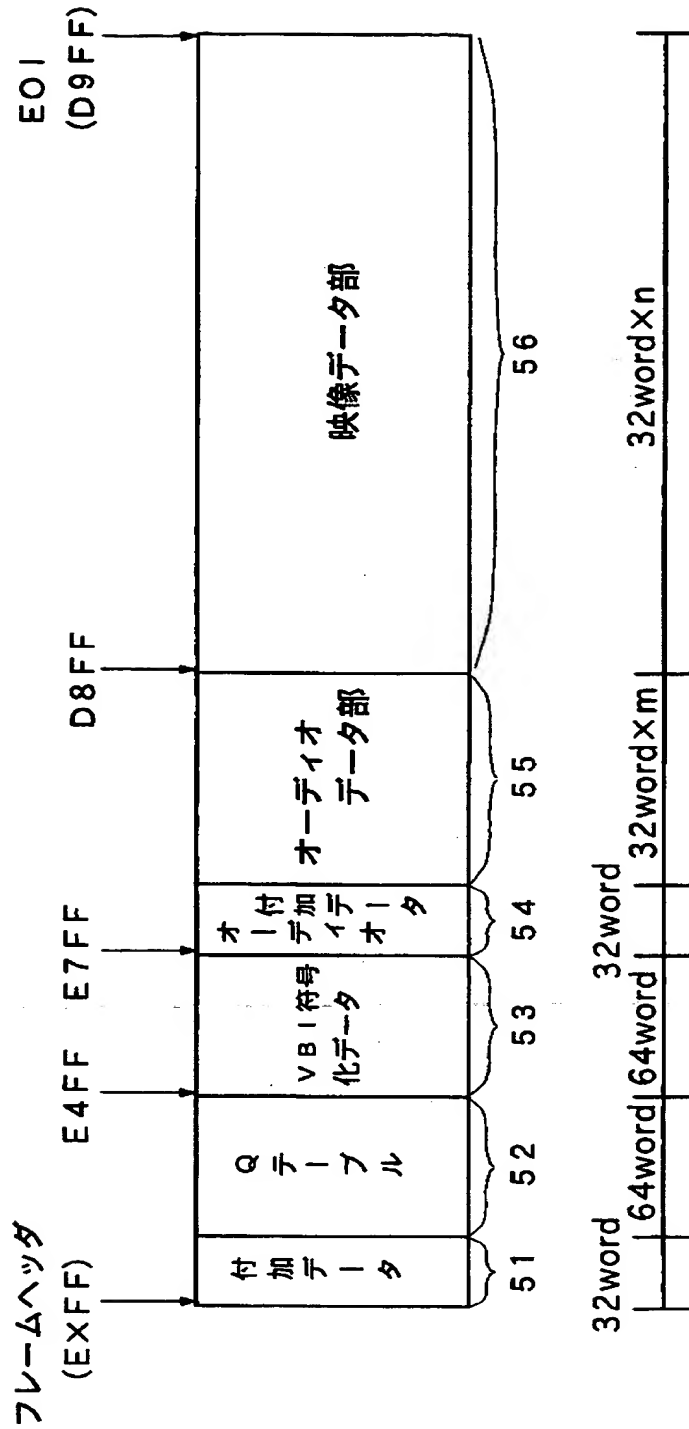 フレームヘッダ
(EXFF)
E4FF
E7FF
D8FF
EOI
(D9FF)
付加データ
Qテーブル
VBI符号
化データ
付加データ
オーディオ
オーディオ
データ部
映像データ部
51
52
53
54
55
56
32word
64word
64word
32word
32word×m
32word×n